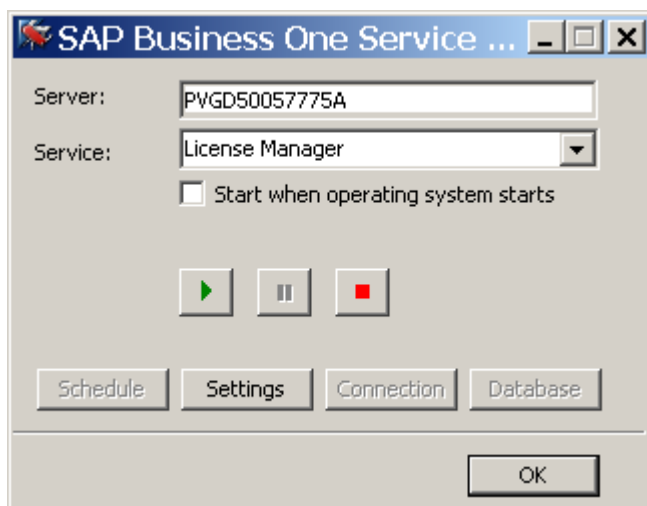 SAP Business One Service ...
Server:
PVGD50057775A
Service:
License Manager
Start when operating system starts
Schedule
Settings
Connection
Database
OK